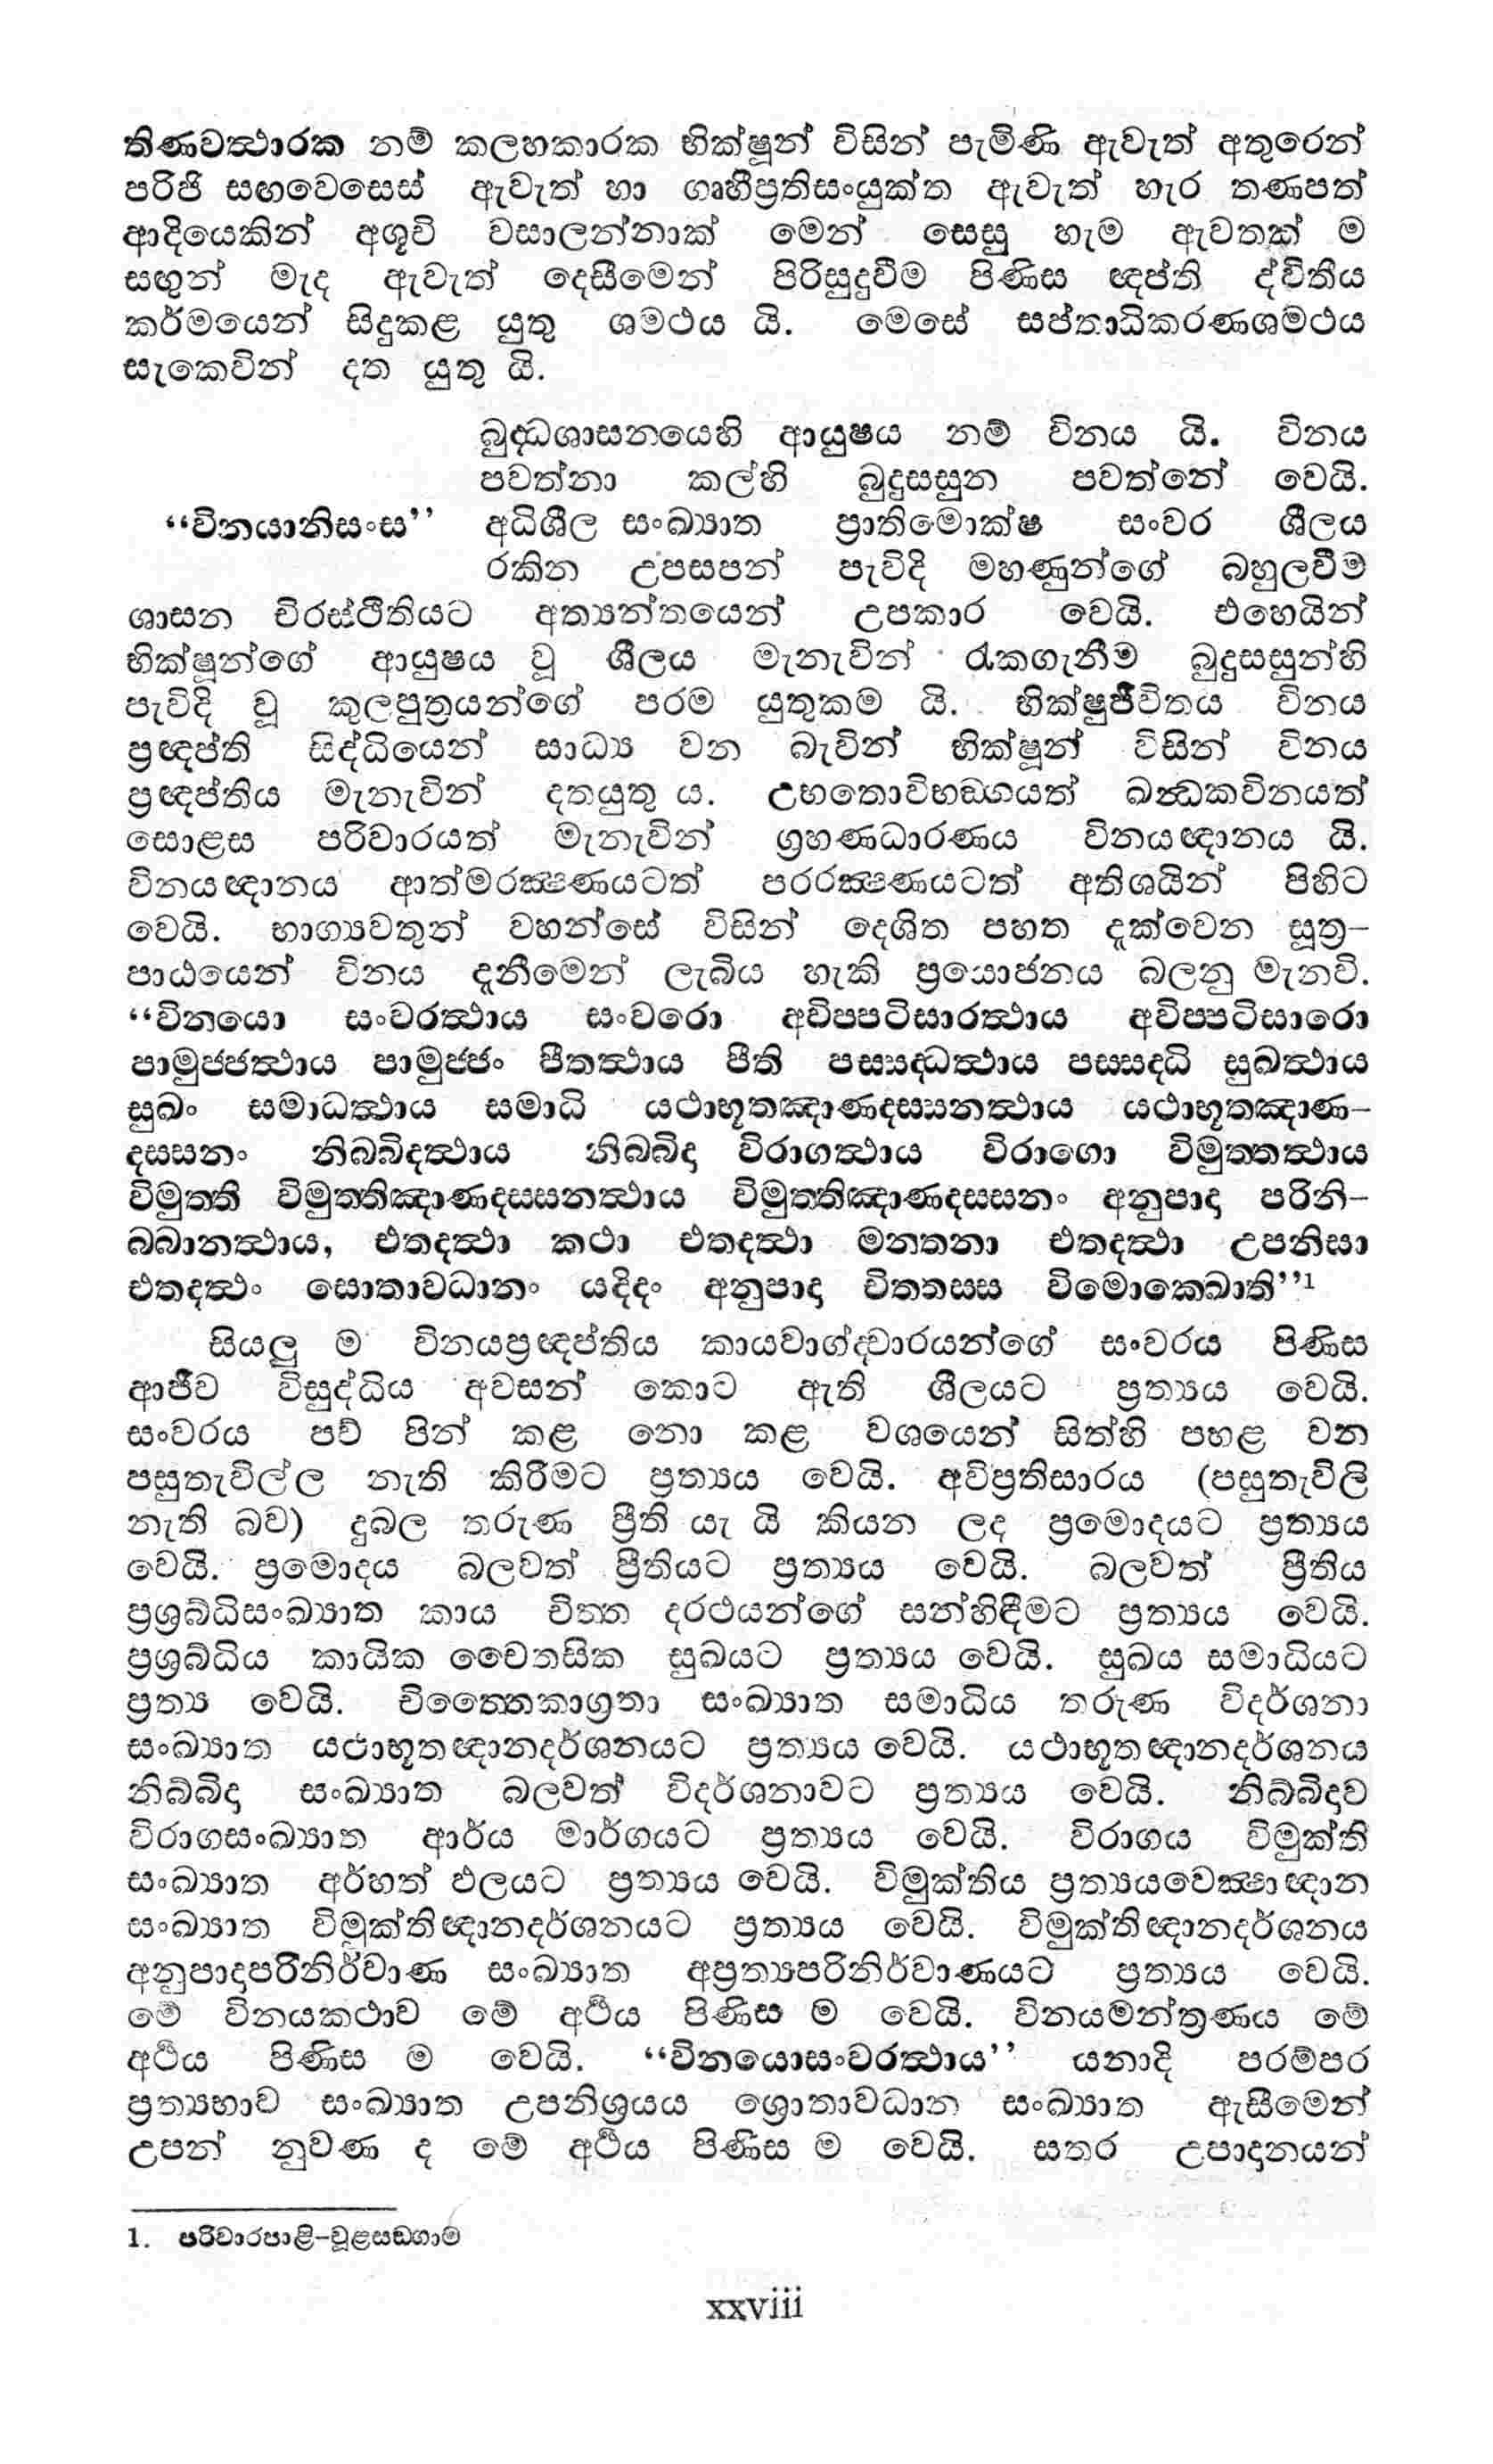 තිණවත්‍ථාරක නම් කලහකාරක භික්ෂූන් විසින් පැමිණි ඇවැත් අතුරෙන්
පරිජි සඟවෙසෙස් ඇවැත් හා ගෘහීප්‍රතිසංයුක්ත ඇවැත් හැර තණපත්
ආදියෙකින් අශූචි වසාලන්නාක් මෙන් සෙසු හැම ඇවතක් ම
සඟුන් මැද ඇවැත් දෙසීමෙන් පිරිසුදුවීම පිණිස ඥප්ති ද්විතීය
කර්මයෙන් සිදුකළ යුතු ශමථය යි. මෙසේ සප්තාධිකරණශමථය
සැකෙවින් දත යුතු යි.
බුද්‍ධශාසනයෙහි ආයුෂය නම් විනය යි. විනය
පවත්නා කල්හි බුදුසසුන පවත්නේ වෙයි.
“විනයානිසංස” අධිශීල සංඛ්‍යාත ප්‍රාතිමොක්ෂ සංවර ශීලය
රකින උපසපන් පැවිදි මහණුන්ගේ බහුලවීම
ශාසන චිරස්ථිතියට අත්‍යන්තයෙන් උපකාර වෙයි. එහෙයින්
භික්ෂූන්ගේ ආයුෂය වූ ශීලය මැනැවින් රැකගැනීම බුදුසසුන්හි
පැවිදි වූ කුලපුත්‍රයන්ගේ පරම යුතුකම යි. භික්ෂුජීවිතය විනය
ප්‍රඥප්ති සිද්ධියෙන් සාධ්‍ය වන බැවින් භික්ෂූන් විසින් විනය
ප්‍රඥප්තිය මැනැවින් දතයුතු ය. උභතොවිභඞ්ගයත් ඛන්‍ධකවිනයත්
සොළස පරිවාරයත් මැනැවින් ග්‍රහණධාරණය විනයඥානය යි.
විනයඥානය ආත්මරක්‍ෂණයටත් පරරක්‍ෂණයටත් අතිශයින් පිහිට
වෙයි. භාග්‍යවතුන් වහන්සේ විසින් දෙශිත පහත දැක්වෙන සූත්‍ර-
පාඨයෙන් විනය දැනීමෙන් ලැබිය හැකි ප්‍රයොජනය බලනු මැනවි.
“විනයො සංවරත්‍ථාය සංවරො අවිප්පටිසාරත්‍ථාය අවිප්පටිසාරො
පාමුජ්ජත්‍ථාය පාමුජ්ජං පීතත්‍ථාය පීති පස්සද්‍ධත්‍ථාය පස්සද්ධි සුඛත්‍ථාය
සුඛං සමාධත්‍ථාය සමාධි යථාභූතඤාණදස්සනත්‍ථාය යථාභූතඤාණ-
දස්සනං නිබ්බිදත්‍ථාය නිබ්බිදා විරාගත්‍ථාය විරාගො විමුත්තත්‍ථාය
විමුත්ති විමුත්තිඤාණදස්සනත්‍ථාය විමුත්තිඤාණදස්සනං අනුපාදා පරිනි-
බ්බානත්‍ථාය, එතදත්‍ථා කථා එතදත්‍ථා මන්තනා එතදත්‍ථා උපනිසා
එතදත්‍ථං සොතාවධානං යදිදං අනුපාදා චිත්තස්ස විමොක්ඛොති”1
සියලු ම විනයප්‍රඥප්තිය කායවාග්ද්වාරයන්ගේ සංවරය පිණිස
ආජීව විසුද්ධිය අවසන් කොට ඇති ශීලයට ප්‍රත්‍යය වෙයි.
සංවරය පව් පින් කළ නො කළ වශයෙන් සිත්හි පහළ වන
පසුතැවිල්ල නැති කිරීමට ප්‍රත්‍යය වෙයි. අවිප්‍රතිසාරය (පසුතැවිලි
නැති බව) දුබල තරුණ ප්‍රීති යැ යි කියන ලද ප්‍රමොදයට ප්‍රත්‍යය
වෙයි. ප්‍රමොදය බලවත් ප්‍රීතියට ප්‍රත්‍යය වෙයි. බලවත් ප්‍රීතිය
ප්‍රශ්‍රබ්ධිසංඛ්‍යාත කාය චිත්ත දරථයන්ගේ සන්හිඳීමට ප්‍රත්‍යය වෙයි.
ප්‍රශ්‍රබ්ධිය කායික චෛතසික සුඛයට ප්‍රත්‍යය වෙයි. සුඛය සමාධියට
ප්‍රත්‍ය වෙයි. චිත්තෛකාග්‍රතා සංඛ්‍යාත සමාධිය තරුණ විදර්ශනා
සංඛ්‍යාත යථාභූතඥානදර්ශනයට ප්‍රත්‍යය වෙයි. යථාභූතඥානදර්ශනය
නිබ්බිදා සංඛ්‍යාත බලවත් විදර්ශනාවට ප්‍රත්‍යය වෙයි. නිබ්බිදාව
විරාගසංඛ්‍යාත ආර්ය මාර්ගයට ප්‍රත්‍යය වෙයි. විරාගය විමුක්ති
සංඛ්‍යාත අර්හත් ඵලයට ප්‍රත්‍යය වෙයි. විමුක්තිය ප්‍රත්‍යයවෙක්‍ෂාඥාන
සංඛ්‍යාත විමුක්තිඥානදර්ශනයට ප්‍රත්‍යය වෙයි. විමුක්තිඥානදර්ශනය
අනුපාදාපරිනිර්වාණ සංඛ්‍යාත අප්‍රත්‍යපරිනිර්වාණයට ප්‍රත්‍යය වෙයි.
මේ විනයකථාව මේ අර්‍ථය පිණිස ම වෙයි. විනයමන්ත්‍රණය මේ
අර්‍ථය පිණිස ම වෙයි. “විනයොසංවරත්‍ථාය” යනාදි පරම්පර
ප්‍රත්‍යභාව සංඛ්‍යාත උපනිශ්‍රයය ශ්‍රොතාවධාන සංඛ්‍යාත ඇසීමෙන්
උපන් නුවණ ද මේ අර්‍ථය පිණිස ම වෙයි. සතර උපාදානයන්
1. පරිවාරපාළි-චූළසඞ්ගාම
xxviii